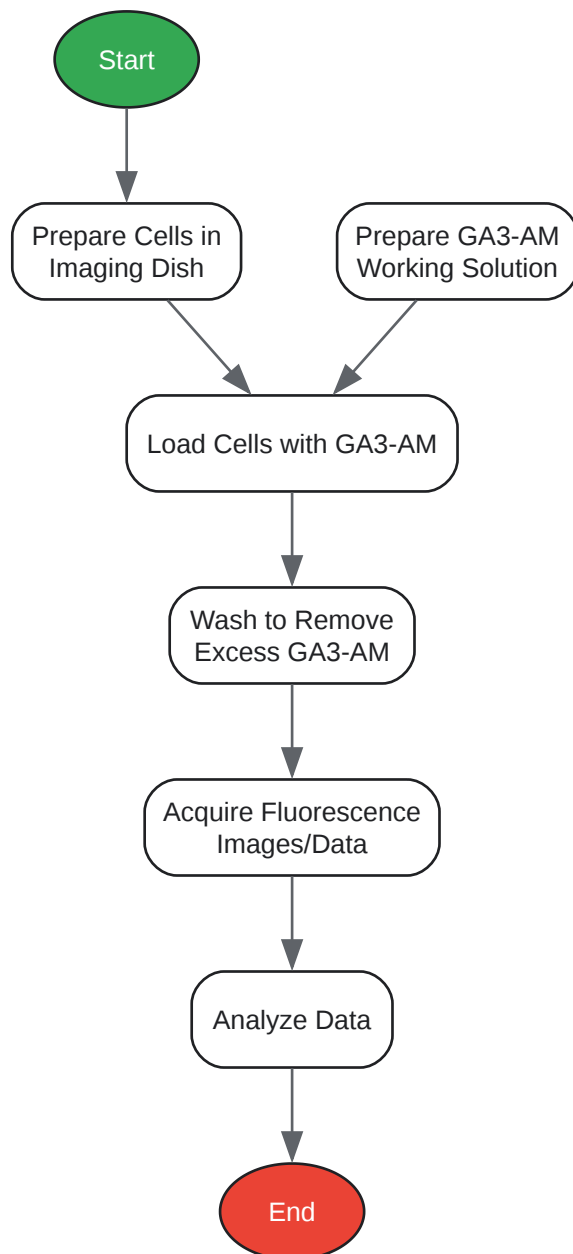 Start
Prepare Cells in
Imaging Dish
Prepare GA3-AM
Working Solution
Load Cells with GA3-AM
Wash to Remove
Excess GA3-AM
Acquire Fluorescence
Images/Data
Analyze Data
End